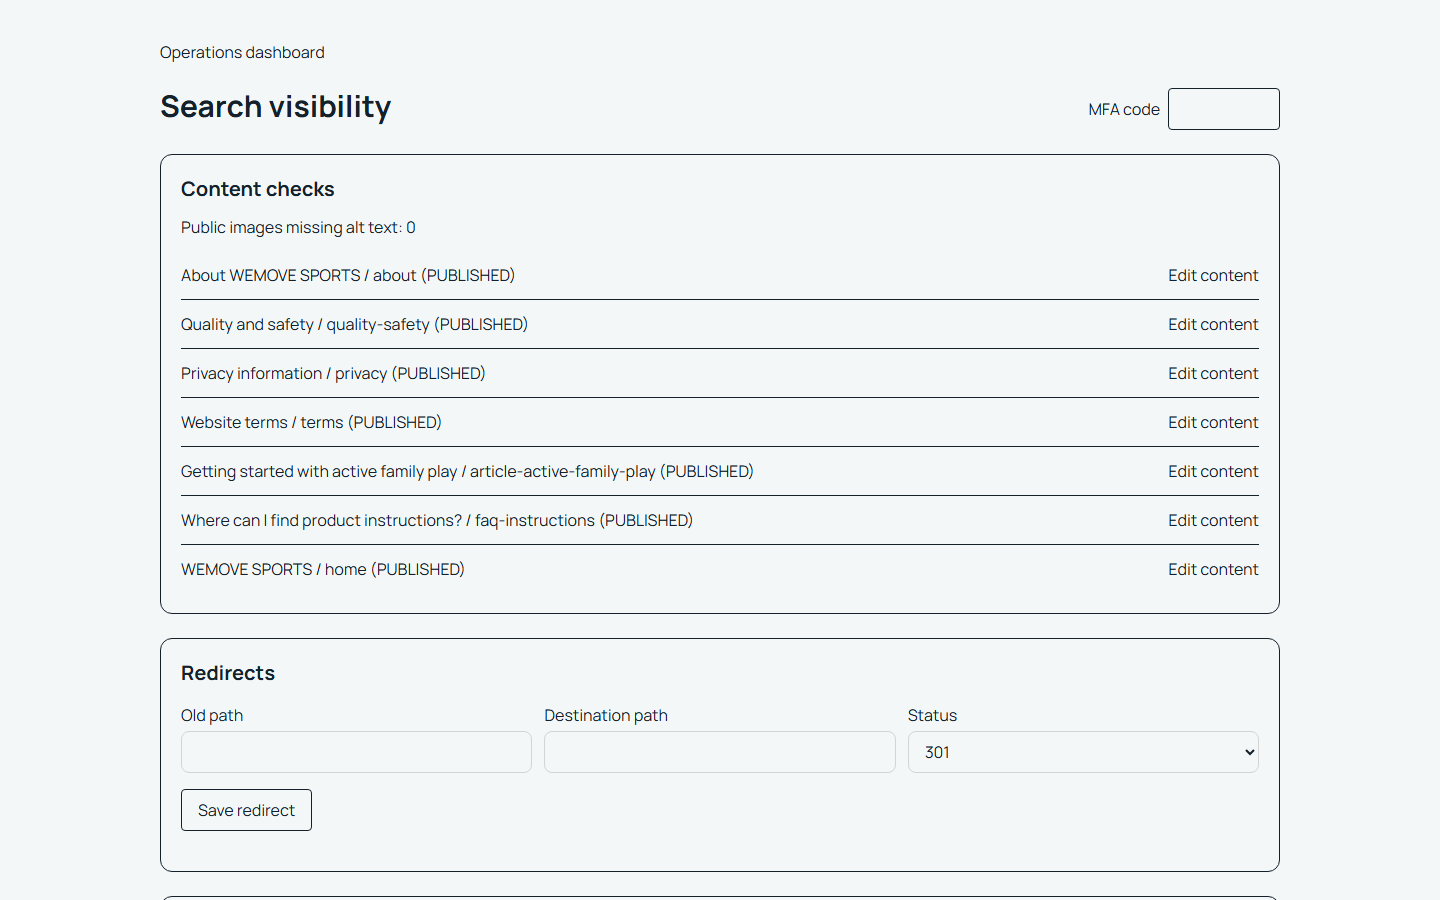 Operations dashboard
Search visibility
MFA code
Content checks
Public images missing alt text: 0
About WEMOVE SPORTS / about (PUBLISHED) Edit content
Quality and safety / quality-safety (PUBLISHED) Edit content
Privacy information / privacy (PUBLISHED) Edit content
Website terms / terms (PUBLISHED) Edit content
Getting started with active family play / article-active-family-play (PUBLISHED) Edit content
Where can I find product instructions? / faq-instructions (PUBLISHED) Edit content
WEMOVE SPORTS / home (PUBLISHED) Edit content
Redirects
Old path Destination path Status
301
Save redirect